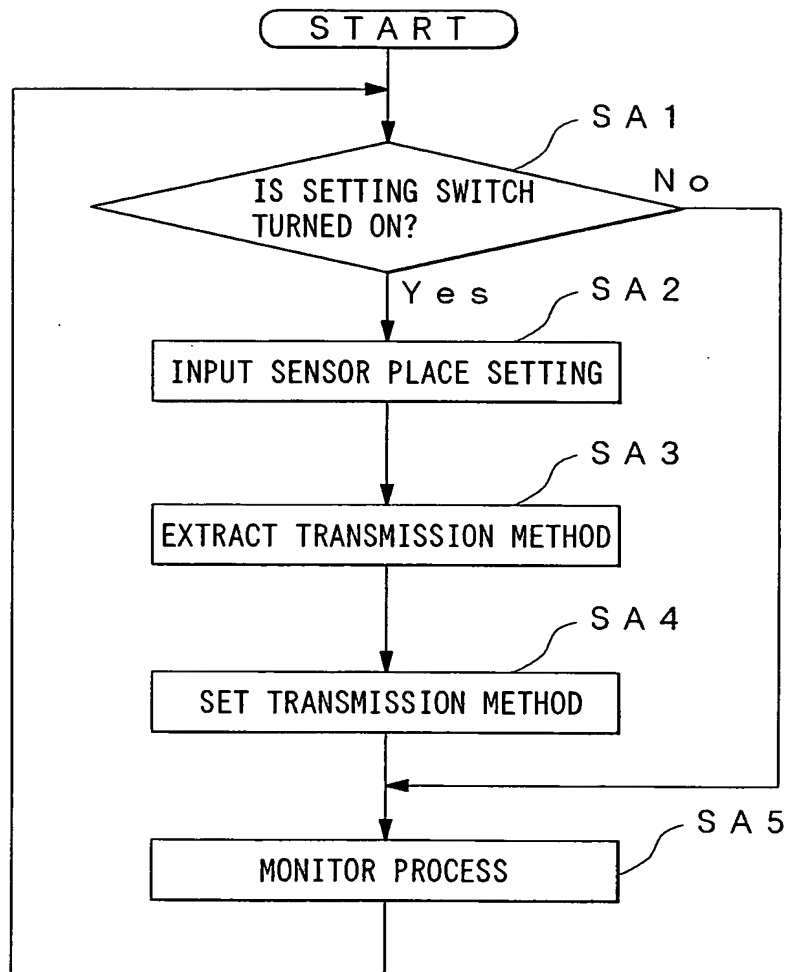 START
SA1
IS SETTING SWITCH
TURNED ON?
No
Yes
SA2
INPUT SENSOR PLACE SETTING
SA3
EXTRACT TRANSMISSION METHOD
SA4
SET TRANSMISSION METHOD
SA5
MONITOR PROCESS